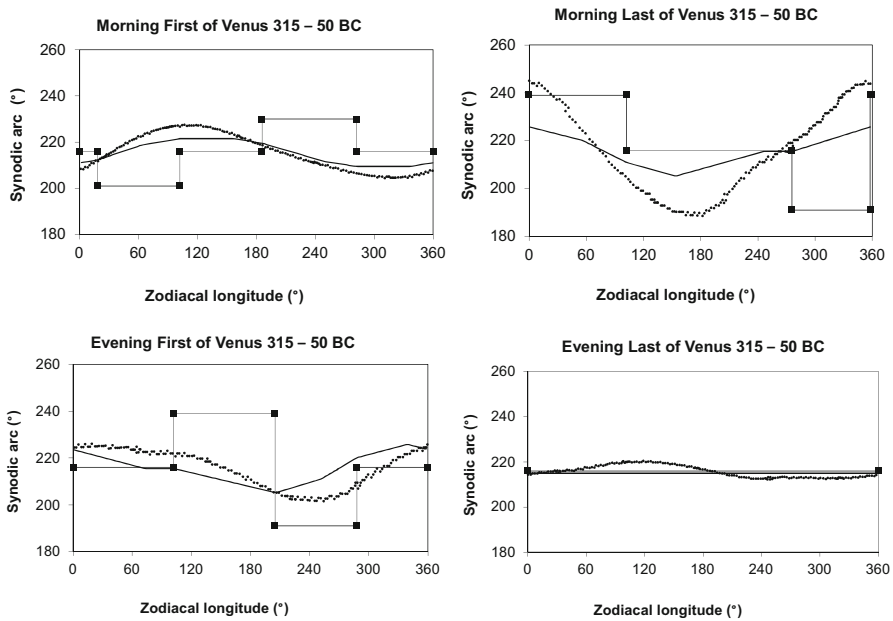 Morning First of Venus 315 – 50 BC
260
240
220
200
180
Synodic arc (°)
0 60 120 180 240 300 360
Zodiacal longitude (°)
Morning Last of Venus 315 – 50 BC
260
240
220
200
180
Synodic arc (°)
0 60 120 180 240 300 360
Zodiacal longitude (°)
Evening First of Venus 315 – 50 BC
260
240
220
200
180
Synodic arc (°)
0 60 120 180 240 300 360
Zodiacal longitude (°)
Evening Last of Venus 315 – 50 BC
260
240
220
200
180
Synodic arc (°)
0 60 120 180 240 300 360
Zodiacal longitude (°)